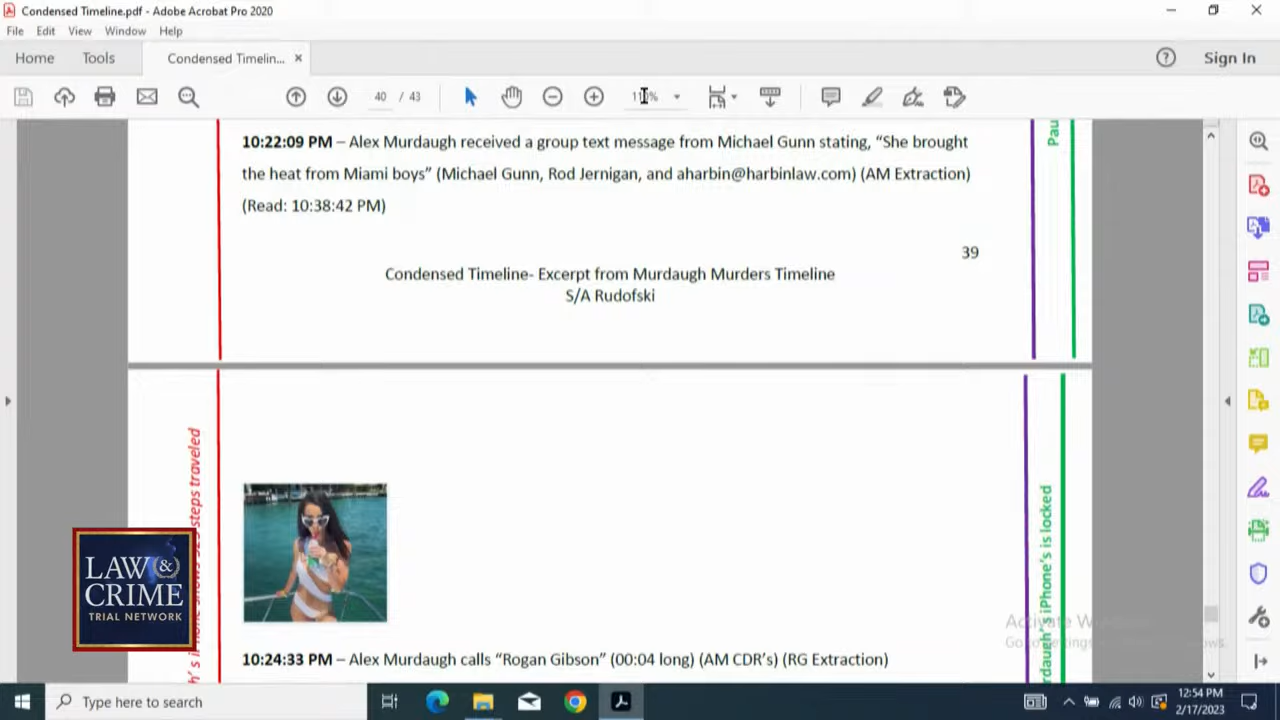 Condensed Timeline.pdf - Adobe Acrobat Pro 2020
File Edit View Window Help
Home Tools Condensed Timelin... × Sign In
40 / 43
10:22:09 PM – Alex Murdaugh received a group text message from Michael Gunn stating, “She brought
the heat from Miami boys” (Michael Gunn, Rod Jernigan, and aharbin@harbinlaw.com) (AM Extraction)
(Read: 10:38:42 PM)
39
Condensed Timeline- Excerpt from Murdaugh Murders Timeline
S/A Rudofski
Pau
steps traveled
iPhone's is locked
LAW &
CRIME
TRIAL NETWORK
10:24:33 PM – Alex Murdaugh calls “Rogan Gibson” (00:04 long) (AM CDR’s) (RG Extraction)
Type here to search
12:54 PM
2/17/2023